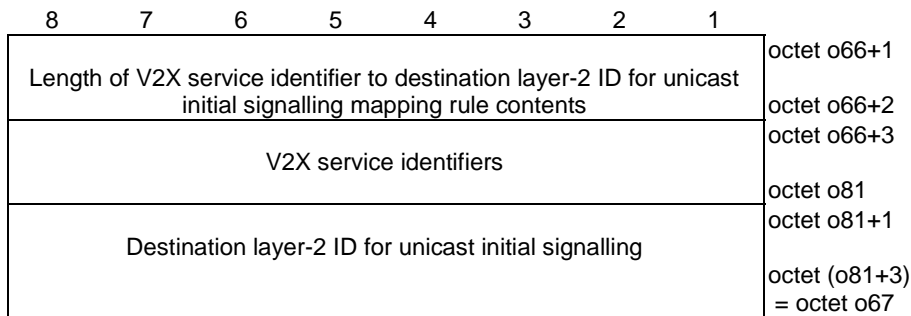 8 7 6 5 4 3 2 1
Length of V2X service identifier to destination layer-2 ID for unicast
initial signalling mapping rule contents
octet o66+1
octet o66+2
V2X service identifiers
octet o66+3
octet o81
Destination layer-2 ID for unicast initial signalling
octet o81+1
octet (o81+3)
= octet o67